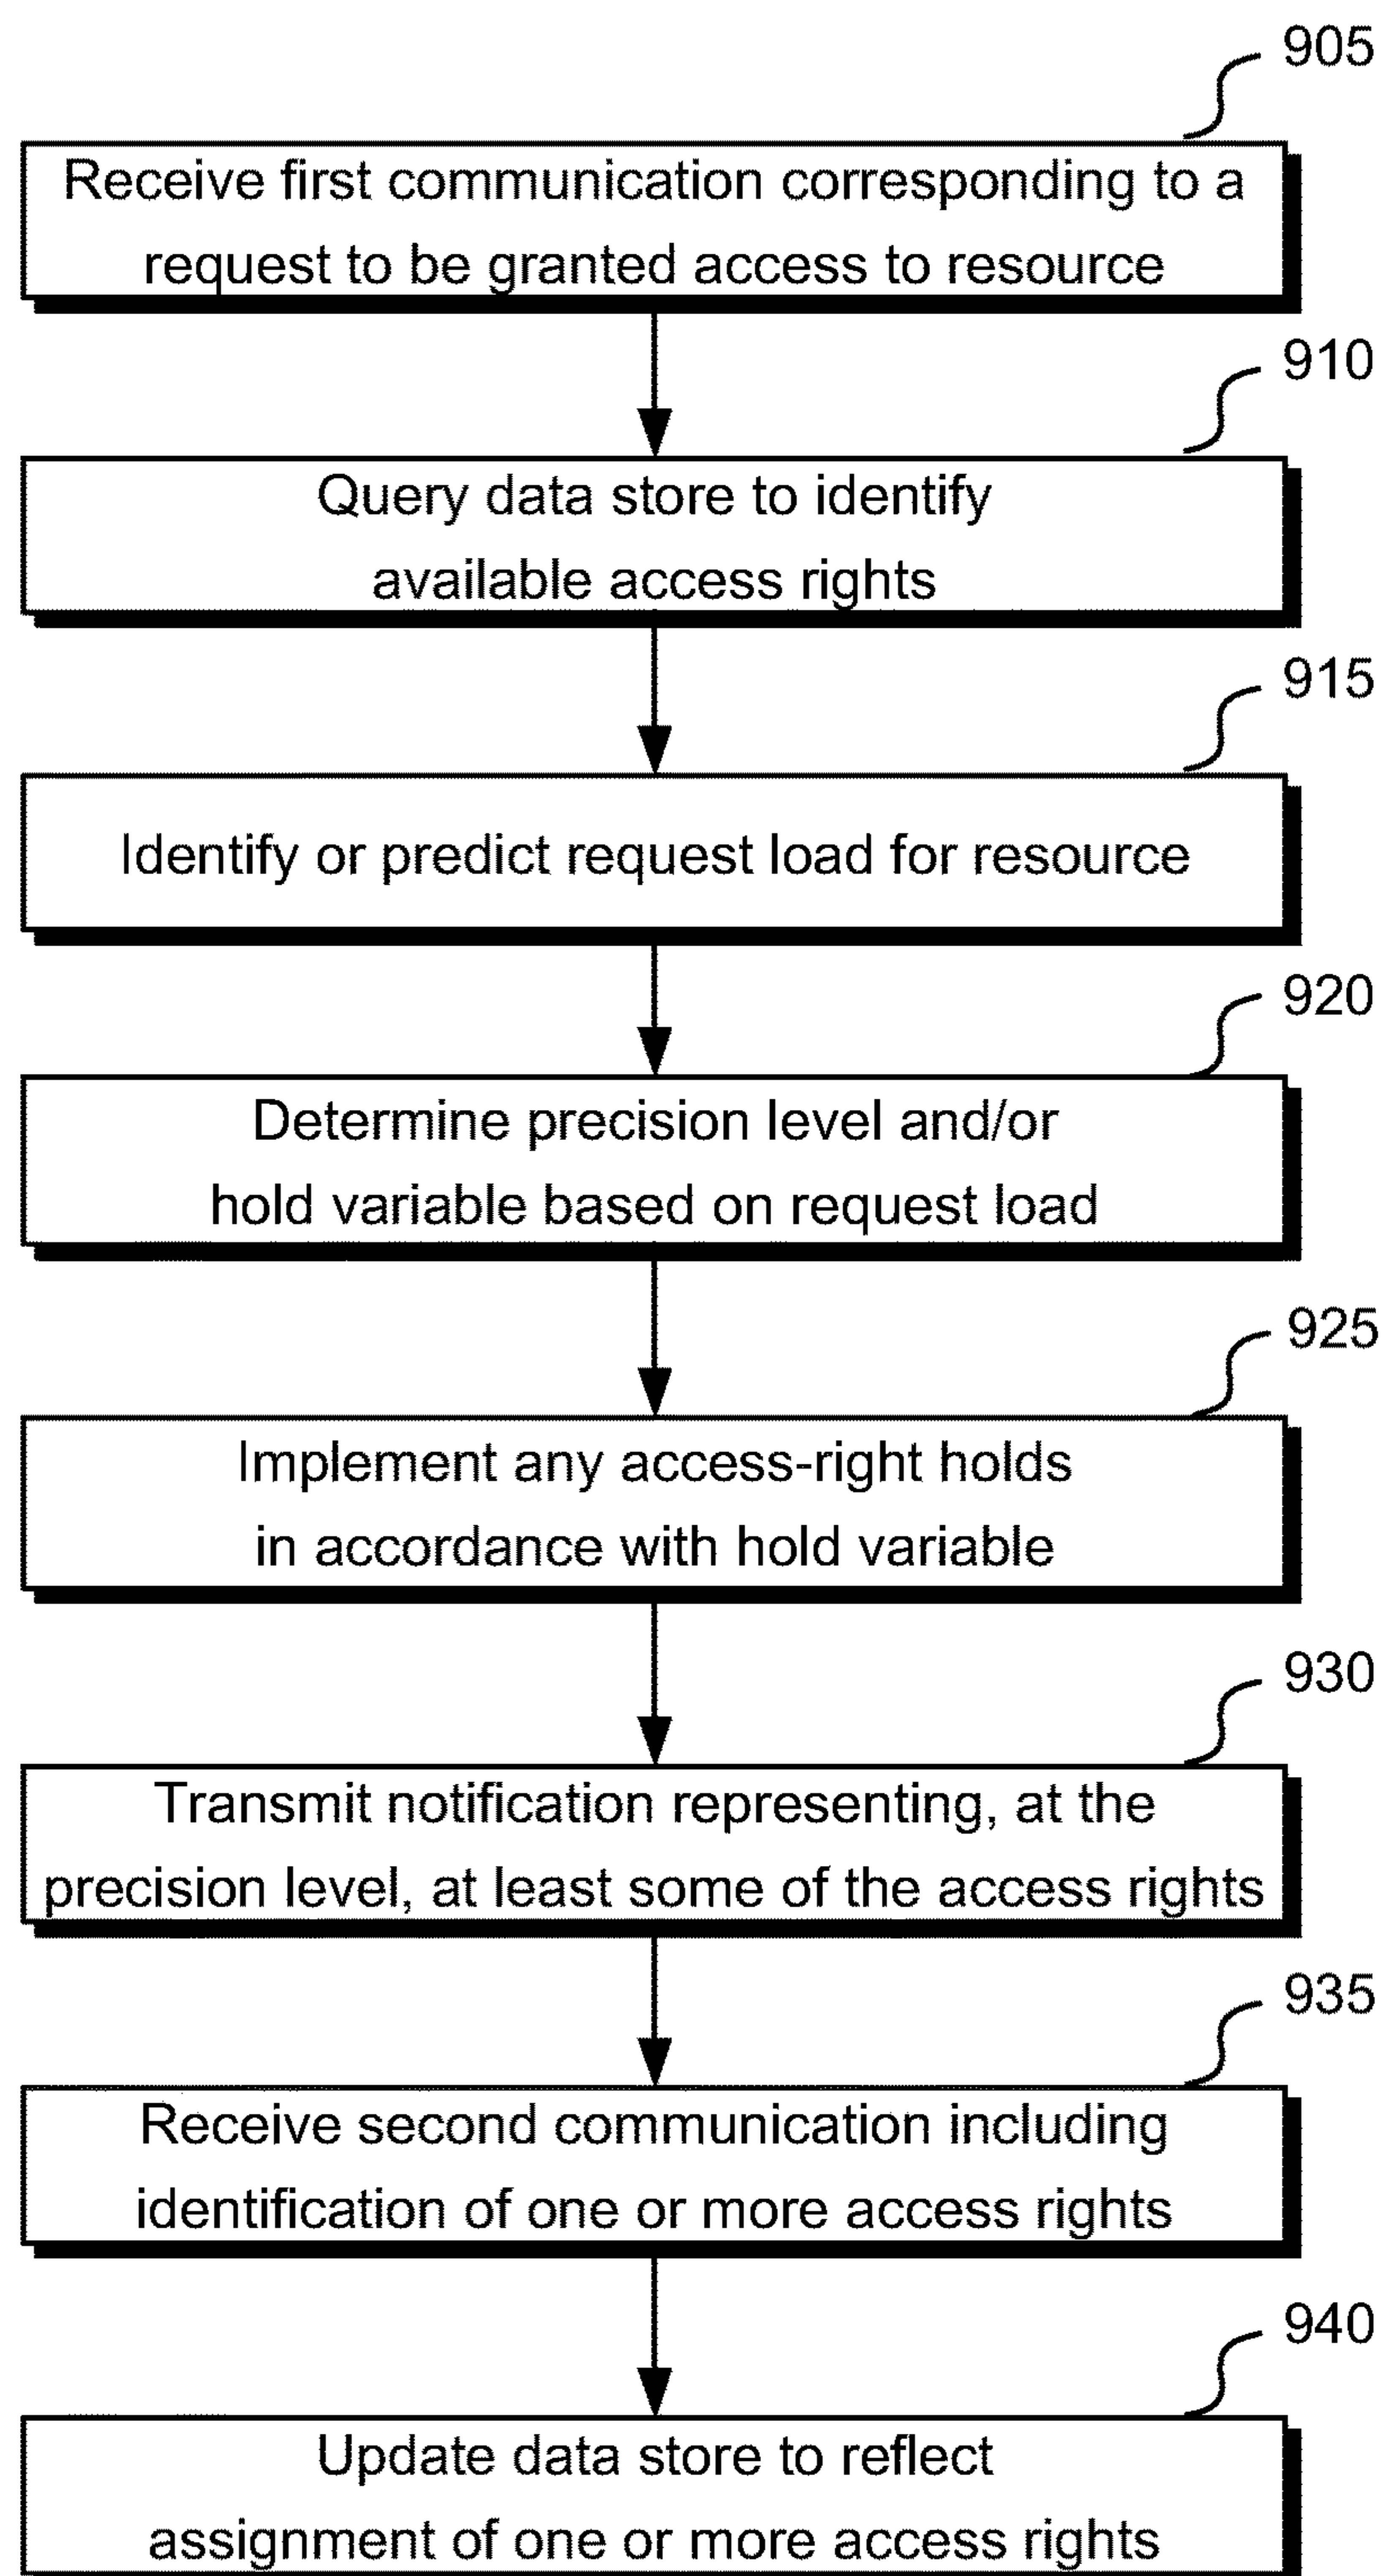 905
Receive first communication corresponding to a
request to be granted access to resource
910
Query data store to identify
available access rights
915
Identify or predict request load for resource
920
Determine precision level and/or
hold variable based on request load
925
Implement any access-right holds
in accordance with hold variable
930
Transmit notification representing, at the
precision level, at least some of the access rights
935
Receive second communication including
identification of one or more access rights
940
Update data store to reflect
assignment of one or more access rights